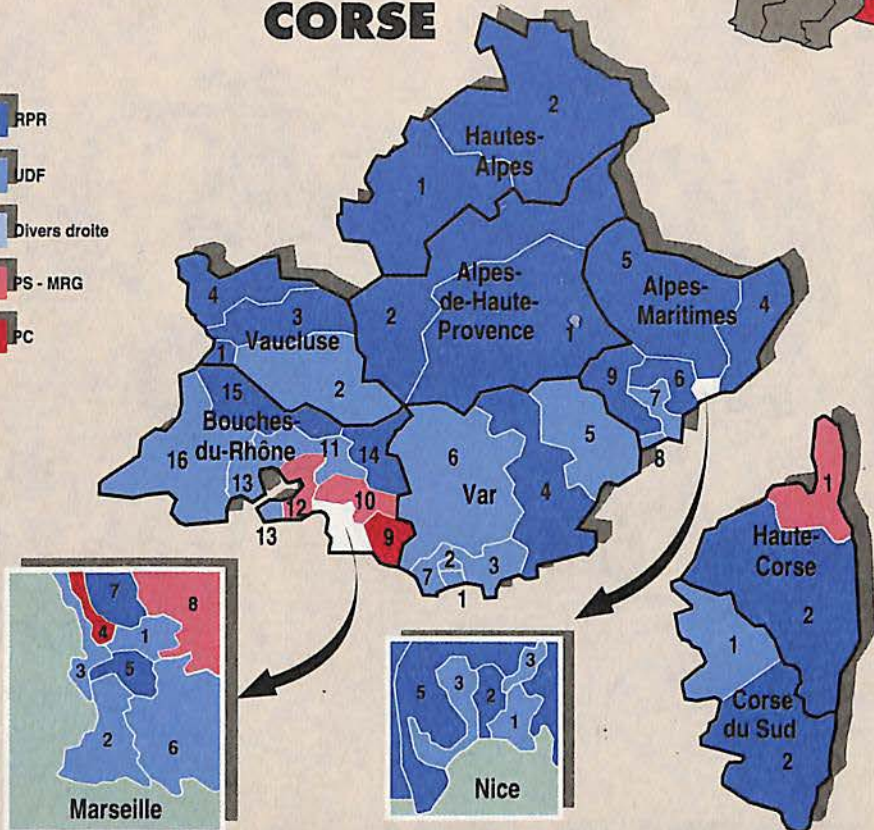 CORSE
RPR
UDF
Divers droite
PS - MRG
PC
2
Hautes-
Alpes
1
5
Alpes-
Maritimes
4
Alpes-
de-Haute-
Provence
2
1
4
3
Vaucluse
1
2
9
6
7
8
15
Bouches-
du-Rhône
16
11
14
13
12
10
13
9
6
5
Var
4
2
3
7
1
1
Haute-
Corse
2
1
Corse
du Sud
2
7
8
4
1
3
5
2
6
Marseille
5
3
2
3
1
Nice